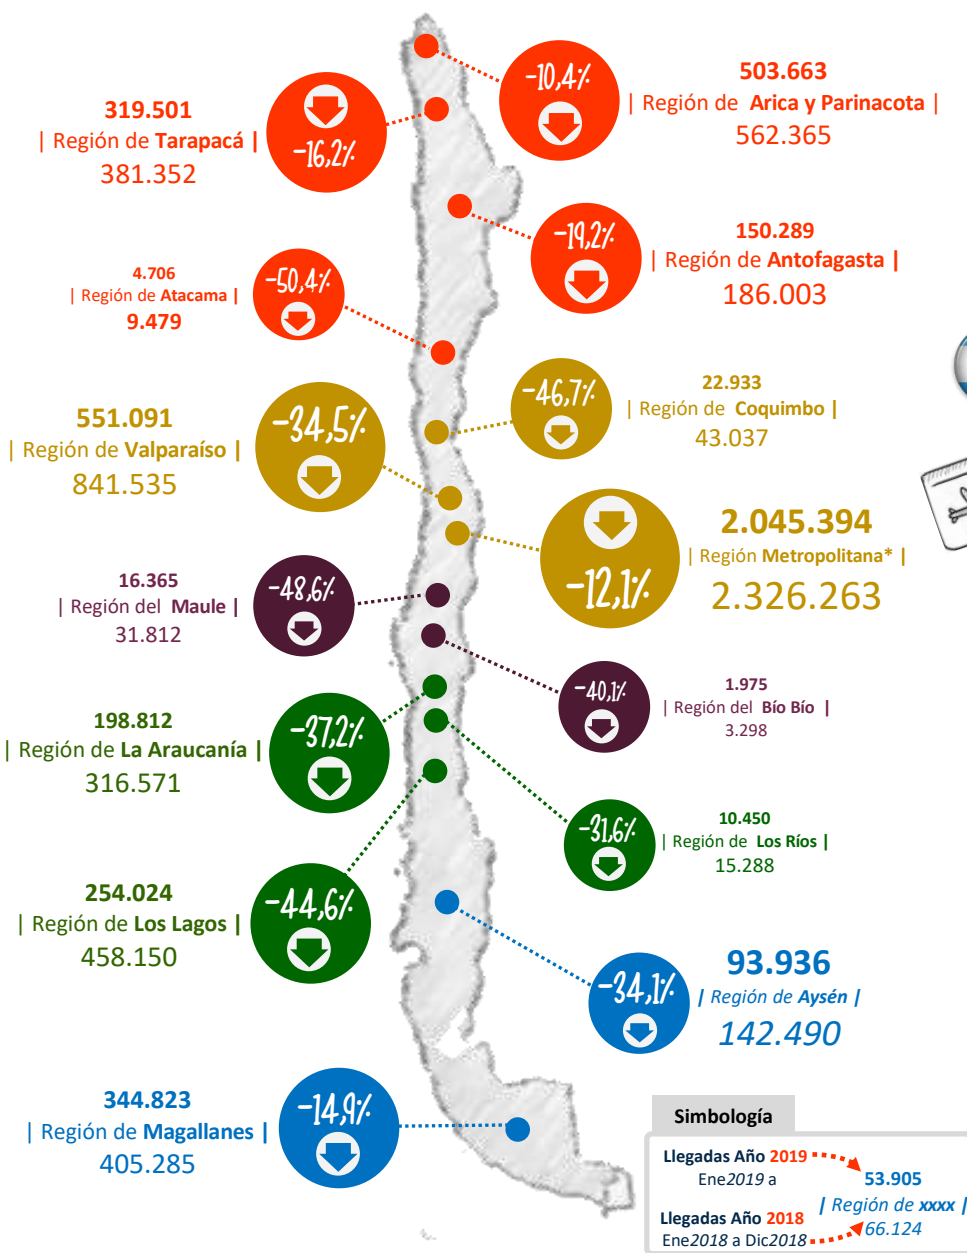 -10,4%
503.663
| Región de Arica y Parinacota |
562.365
319.501
| Región de Tarapacá |
381.352
-16,2%
-19,2%
150.289
| Región de Antofagasta |
186.003
4.706
| Región de Atacama |
9.479
-50,4%
-46,7%
22.933
| Región de Coquimbo |
43.037
551.091
| Región de Valparaíso |
841.535
-34,5%
-12,1%
2.045.394
| Región Metropolitana* |
2.326.263
16.365
| Región del Maule |
31.812
-48,6%
-40,1%
1.975
| Región del Bío Bío |
3.298
198.812
| Región de La Araucanía |
316.571
-37,2%
-31,6%
10.450
| Región de Los Ríos |
15.288
254.024
| Región de Los Lagos |
458.150
-44,6%
-34,1%
93.936
| Región de Aysén |
142.490
344.823
| Región de Magallanes |
405.285
-14,9%
Simbología
Llegadas Año 2019
Ene2019 a
53.905
| Región de xxxx |
66.124
Llegadas Año 2018
Ene2018 a Dic2018